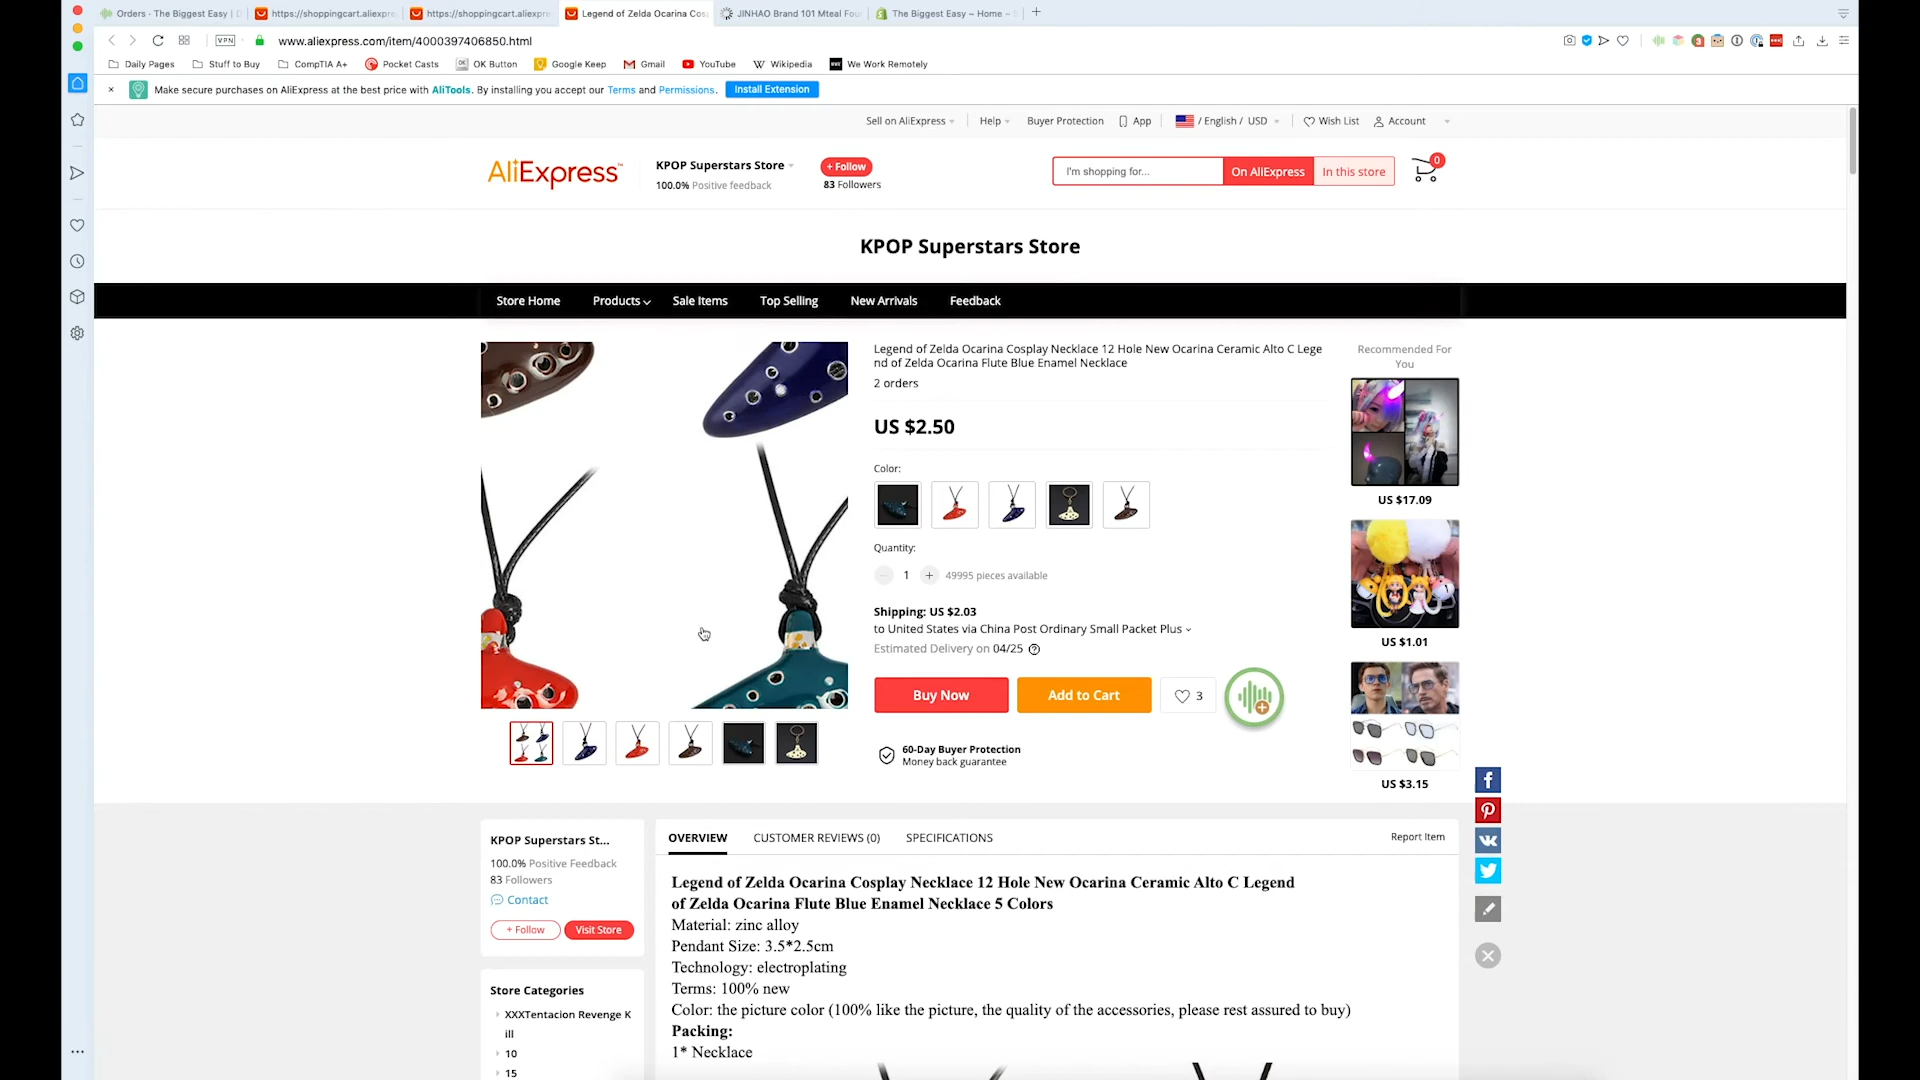 Orders · The Biggest Easy |
https://shoppingcart.aliexpre
https://shoppingcart.aliexpre
Legend of Zelda Ocarina Cos
JINHAO Brand 101 Mteal Fou
The Biggest Easy ~ Home ~
VPN
www.aliexpress.com/item/4000397406850.html
Daily Pages
Stuff to Buy
CompTIA A+
Pocket Casts
OK Button
Google Keep
Gmail
YouTube
Wikipedia
We Work Remotely
Make secure purchases on AliExpress at the best price with AliTools. By installing you accept our Terms and Permissions.
Install Extension
Sell on AliExpress
Help
Buyer Protection
App
/ English / USD
Wish List
Account
AliExpress™
KPOP Superstars Store
100.0% Positive feedback
+ Follow
83 Followers
I'm shopping for...
On AliExpress
In this store
0
KPOP Superstars Store
Store Home
Products
Sale Items
Top Selling
New Arrivals
Feedback
Legend of Zelda Ocarina Cosplay Necklace 12 Hole New Ocarina Ceramic Alto C Lege
nd of Zelda Ocarina Flute Blue Enamel Necklace
2 orders
US $2.50
Color:
Quantity:
1
+
49995 pieces available
Shipping: US $2.03
to United States via China Post Ordinary Small Packet Plus
Estimated Delivery on 04/25
Buy Now
Add to Cart
3
60-Day Buyer Protection
Money back guarantee
Recommended For
You
US $17.09
US $1.01
US $3.15
KPOP Superstars St...
100.0% Positive Feedback
83 Followers
Contact
+ Follow
Visit Store
Store Categories
XXXTentacion Revenge K
ill
10
15
OVERVIEW
CUSTOMER REVIEWS (0)
SPECIFICATIONS
Report Item
Legend of Zelda Ocarina Cosplay Necklace 12 Hole New Ocarina Ceramic Alto C Legend
of Zelda Ocarina Flute Blue Enamel Necklace 5 Colors
Material: zinc alloy
Pendant Size: 3.5*2.5cm
Technology: electroplating
Terms: 100% new
Color: the picture color (100% like the picture, the quality of the accessories, please rest assured to buy)
Packing:
1* Necklace